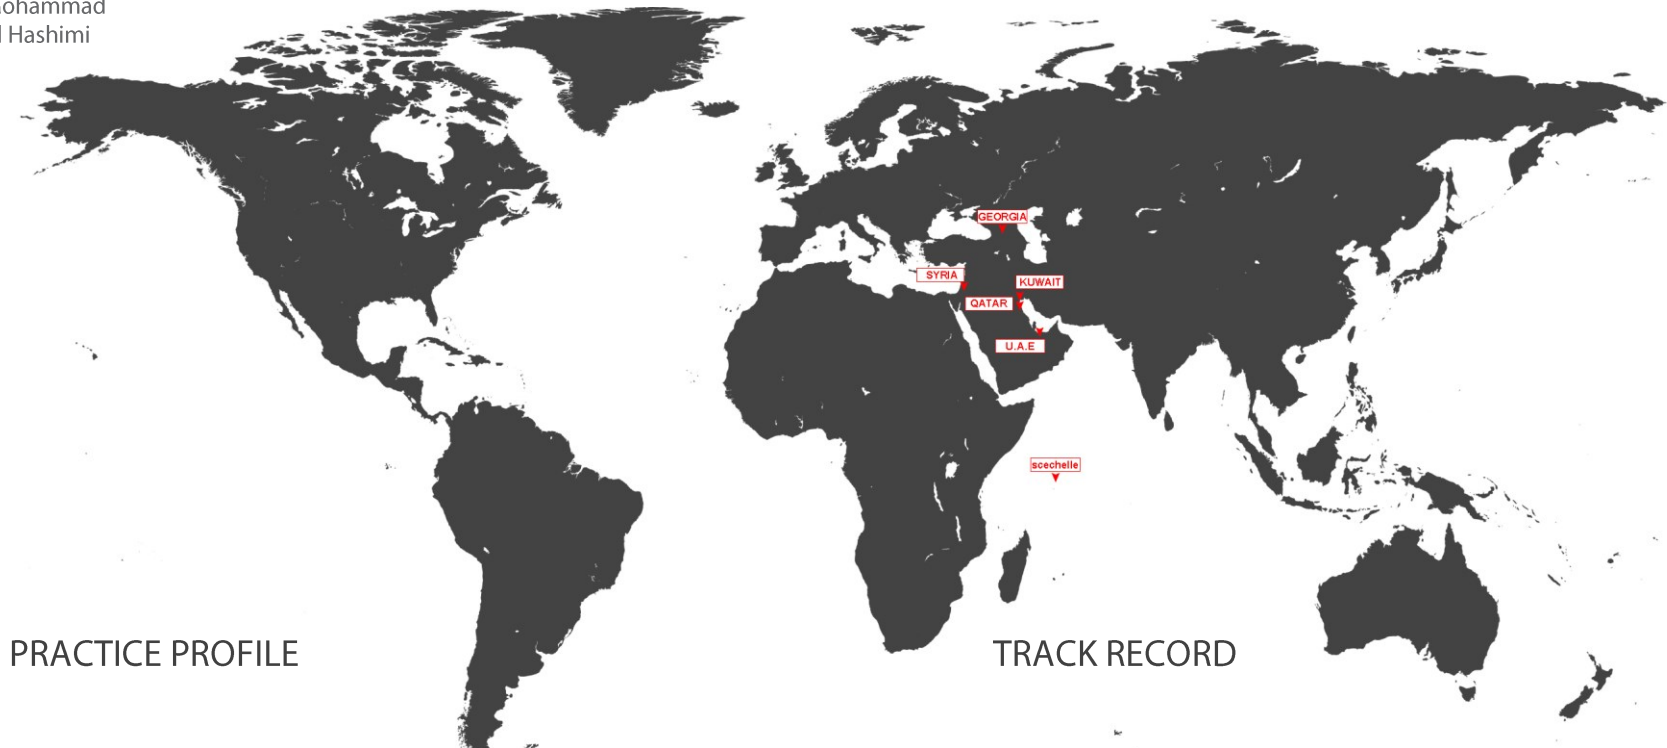 ohammad
l Hashimi
GEORGIA
SYRIA
KUWAIT
QATAR
U.A.E
scechelle
PRACTICE PROFILE
TRACK RECORD